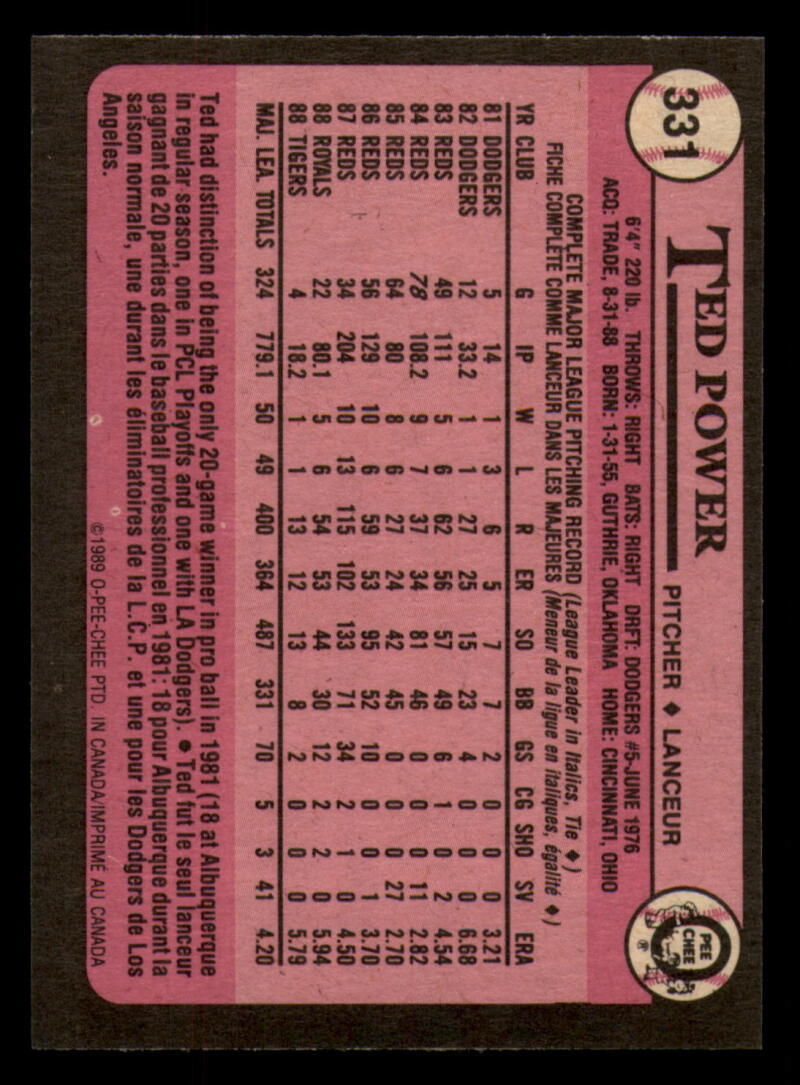 331
TED POWER
PITCHER ♦ LANCEUR
O
PEE
CHEE
®
6'4" 220 lb. THROWS: RIGHT BATS: RIGHT DRFT: DODGERS #5-JUNE 1976
ACQ: TRADE, 8-31-88 BORN: 1-31-55, GUTHRIE, OKLAHOMA HOME: CINCINNATI, OHIO
COMPLETE MAJOR LEAGUE PITCHING RECORD (League Leader in Italics, Tie ♦)
FICHE COMPLÈTE COMME LANCEUR DANS LES MAJEURES (Meneur de la ligue en italiques, égalité ♦)
YR CLUB G IP W L R ER SO BB GS CG SHO SV ERA
81 DODGERS 5 14 1 3 6 5 7 7 2 0 0 0 3.21
82 DODGERS 12 33.2 1 1 27 25 15 23 4 0 0 0 6.68
83 REDS 49 111 5 6 62 56 57 49 6 1 0 2 4.54
84 REDS 78 108.2 9 7 37 34 81 46 0 0 0 11 2.82
85 REDS 64 80 8 6 27 24 42 45 0 0 0 27 2.70
86 REDS 56 129 10 6 59 53 95 52 10 0 0 1 3.70
87 REDS 34 204 10 13 115 102 133 71 34 2 1 0 4.50
88 ROYALS 22 80.1 5 6 54 53 44 30 12 2 2 0 5.94
88 TIGERS 4 18.2 1 1 13 12 13 8 2 0 0 0 5.79
MAJ. LEA. TOTALS 324 779.1 50 49 400 364 487 331 70 5 3 41 4.20
Ted had distinction of being the only 20-game winner in pro ball in 1981 (18 at Albuquerque
in regular season, one in PCL Playoffs and one with LA Dodgers). ● Ted fut le seul lanceur
gagnant de 20 parties dans le baseball professionnel en 1981: 18 pour Albuquerque durant la
saison normale, une durant les éliminatoires de la L.C.P. et une pour les Dodgers de Los
Angeles.
©1989 O-PEE-CHEE PTD. IN CANADA/IMPRIMÉ AU CANADA